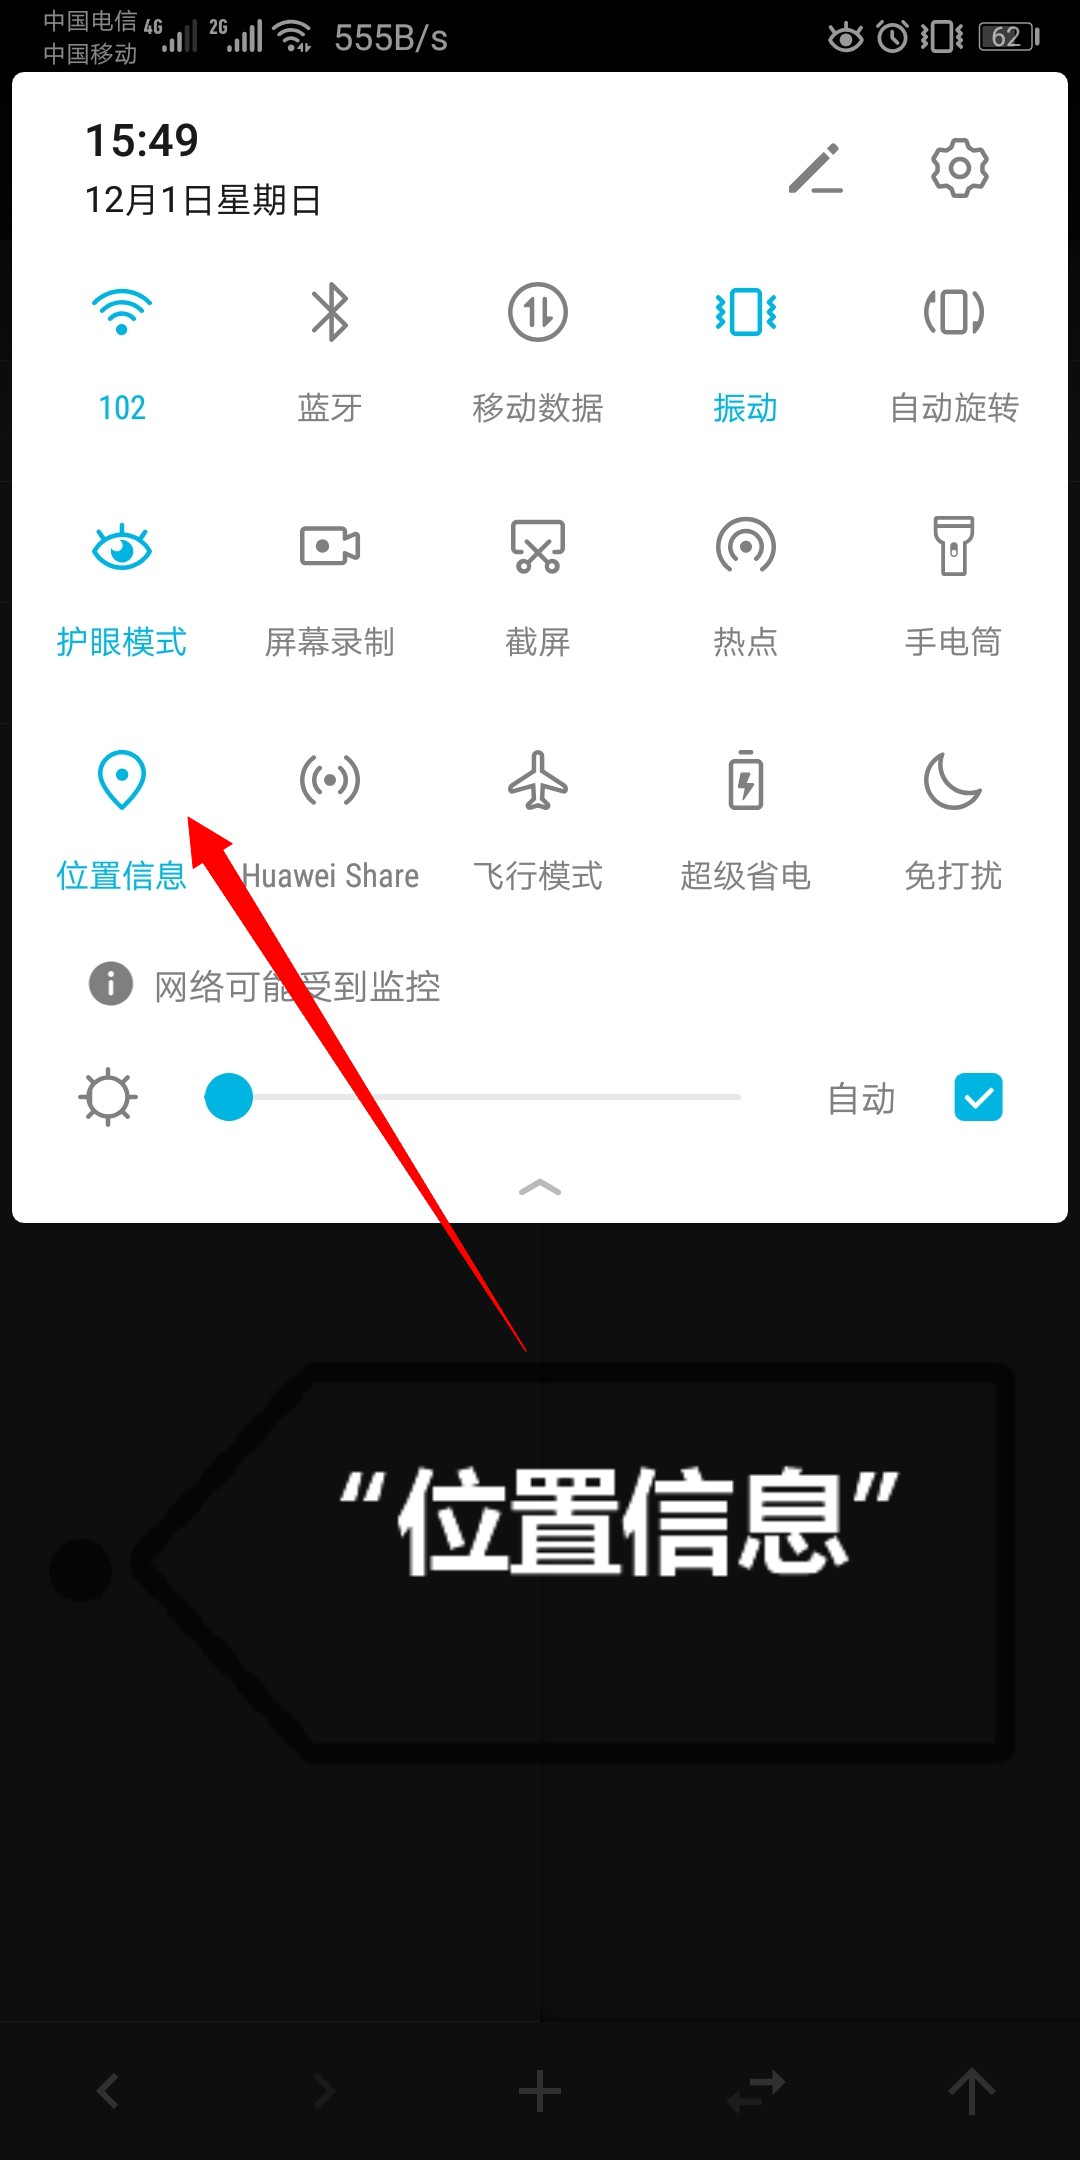 中国电信 4G 2G 555B/s 62
中国移动
15:49
12月1日星期日
102 蓝牙 移动数据 振动 自动旋转
护眼模式 屏幕录制 截屏 热点 手电筒
位置信息 Huawei Share 飞行模式 超级省电 免打扰
网络可能受到监控
自动
“位置信息”